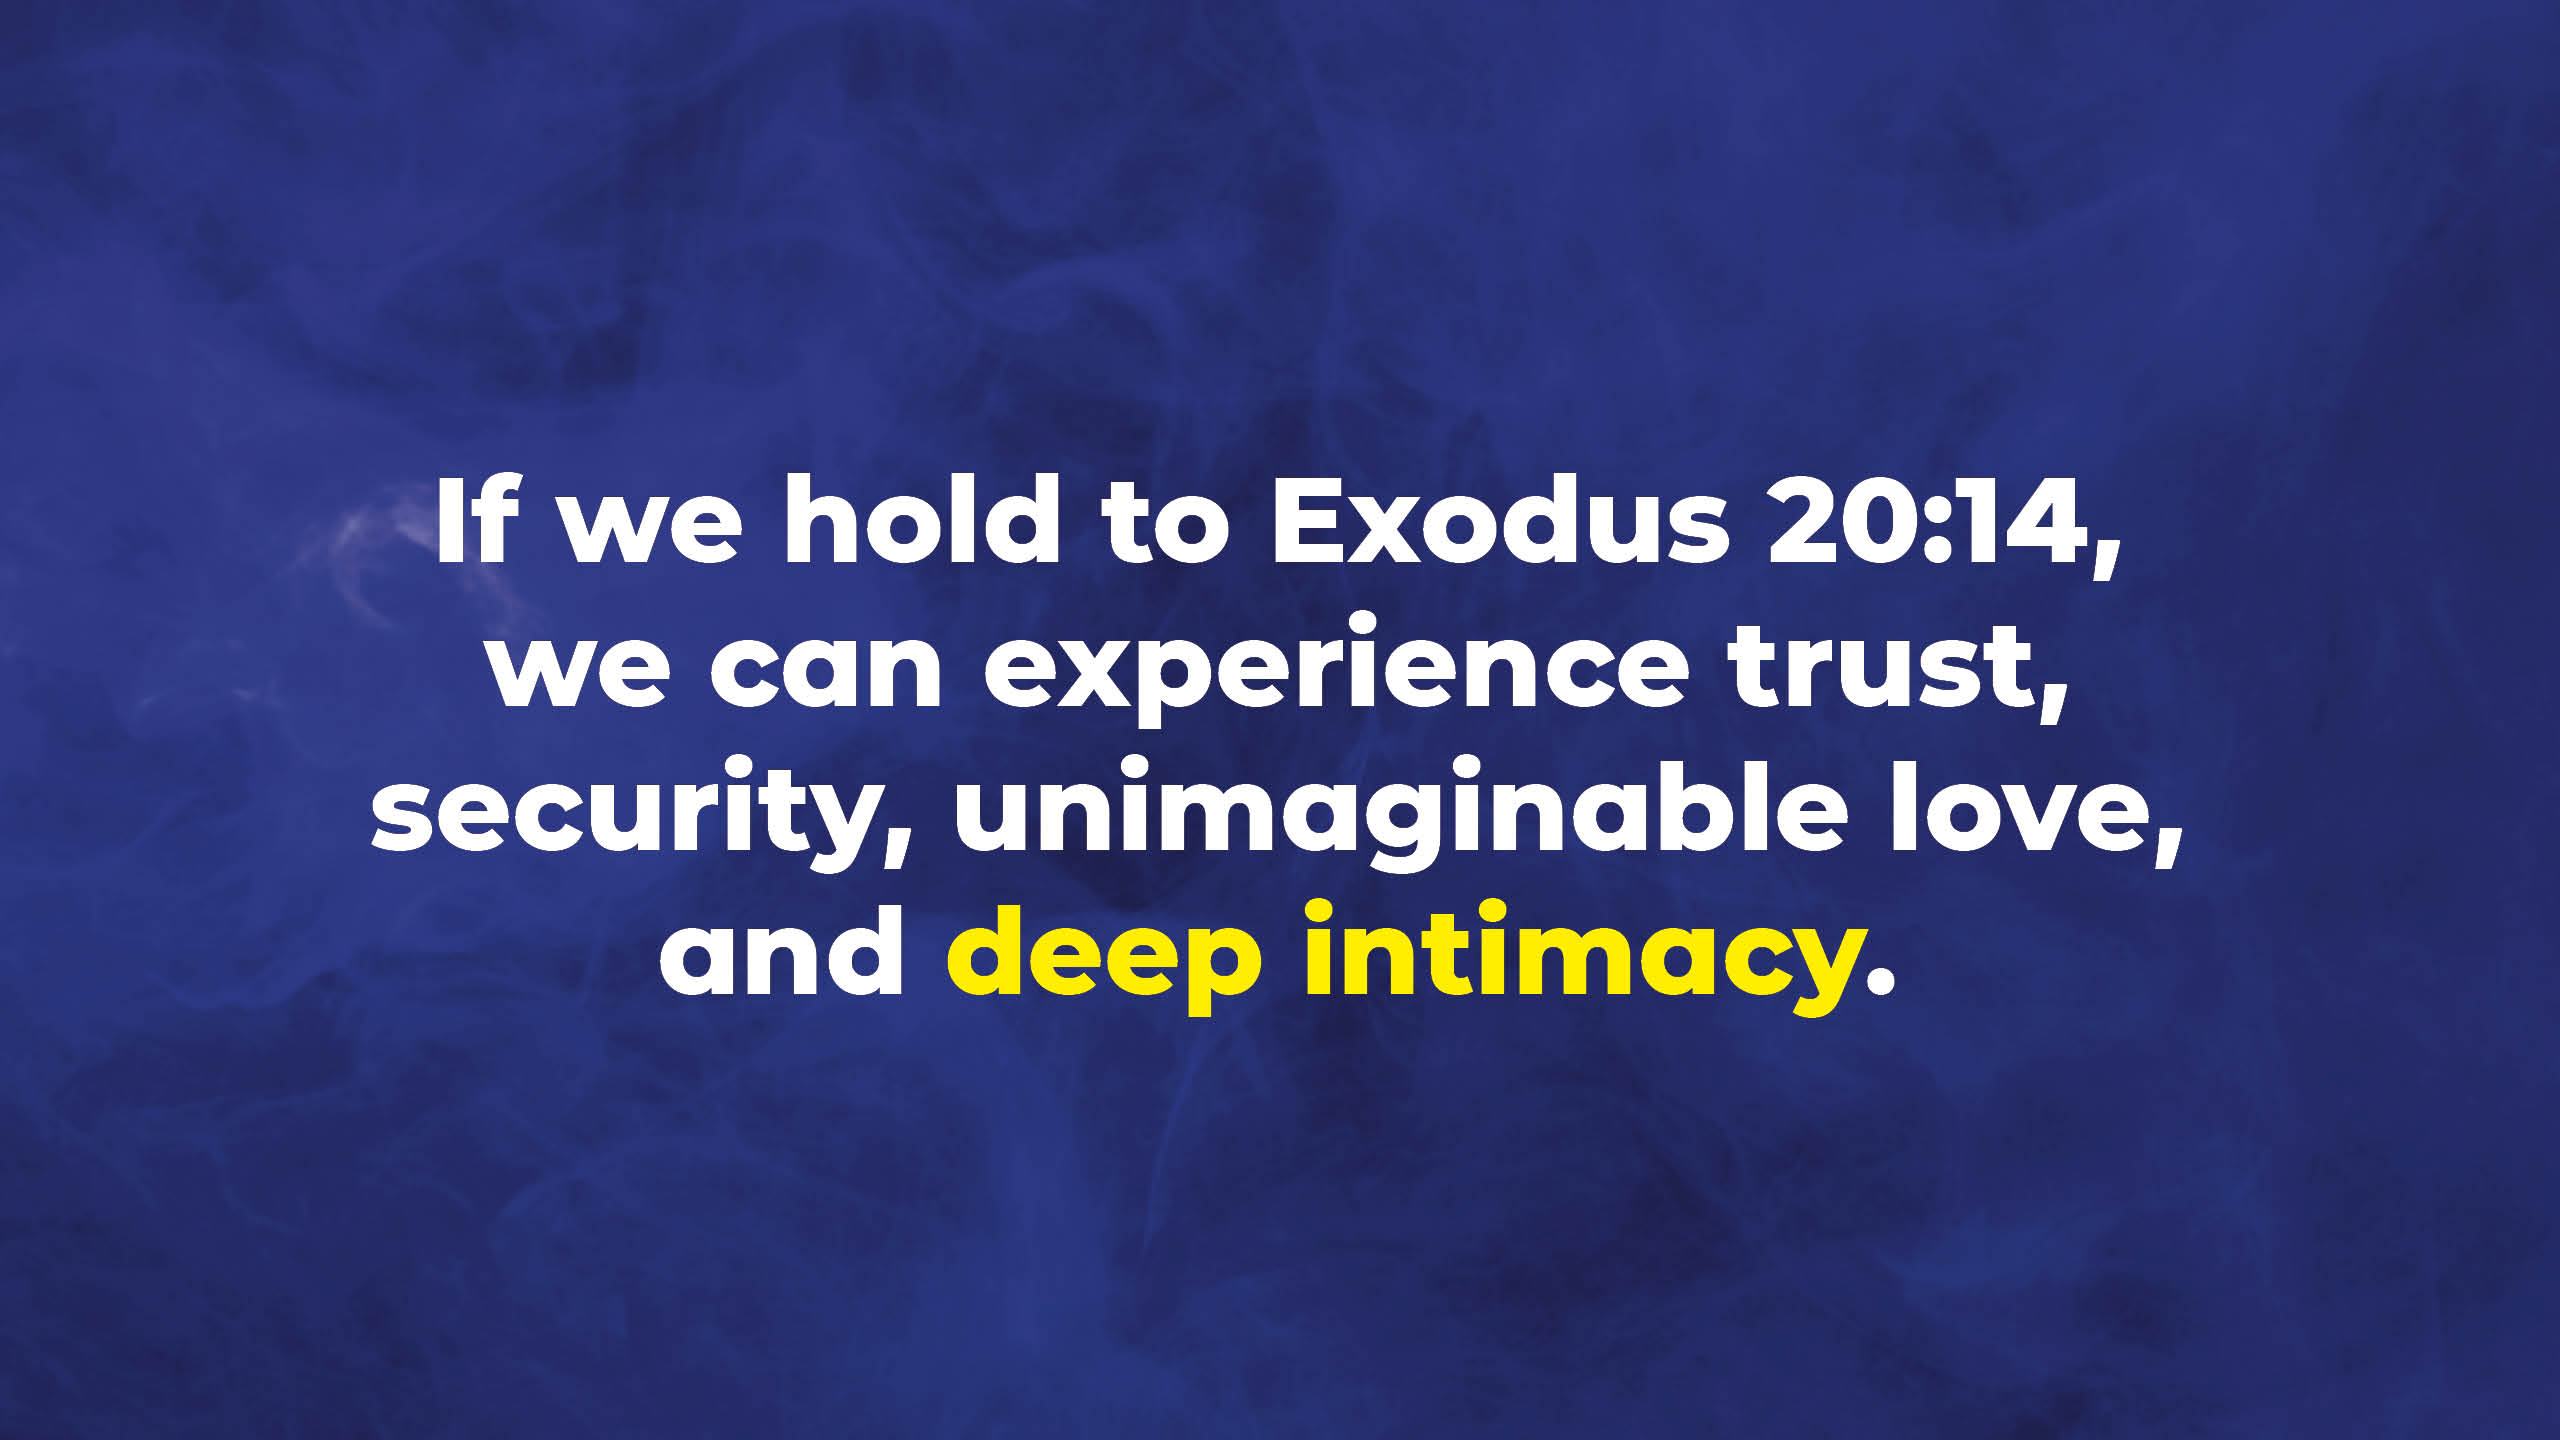 If we hold to Exodus 20:14,
we can experience trust,
security, unimaginable love,
and deep intimacy.